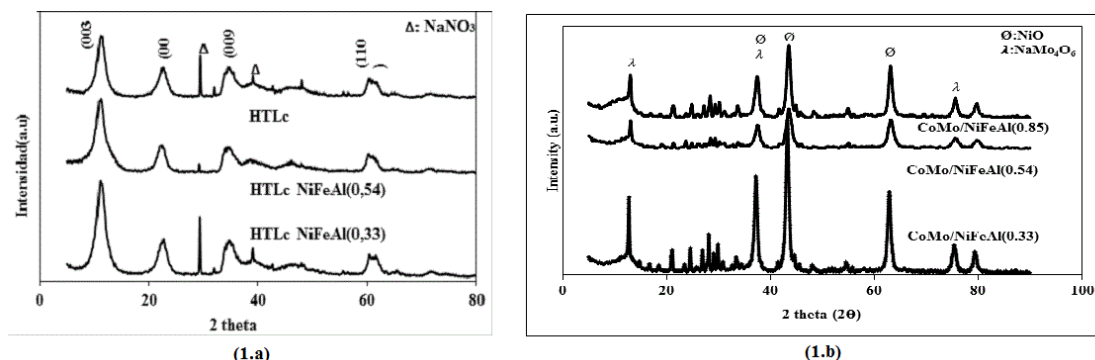 Δ: NaNO3
(003
(00
Δ
(009
Δ
(110
)
Intensidad(a.u)
HTLc
HTLc NiFeAl(0,54)
HTLc NiFeAl(0,33)
0
20
40
60
80
2 theta
(1.a)
Ø:NiO
λ:NaMo4O6
λ
Ø
λ
Ø
Ø
λ
Intensity (a.u.)
CoMo/NiFeAl(0.85)
CoMo/NiFeAl(0.54)
CoMo/NiFeAl(0.33)
0
20
40
60
80
100
2 theta (2Θ)
(1.b)